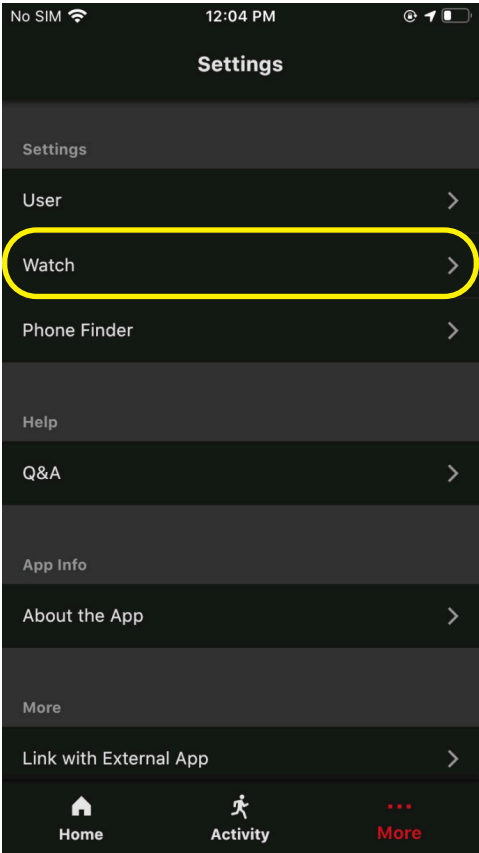 No SIM 12:04 PM
Settings
Settings
User
Watch
Phone Finder
Help
Q&A
App Info
About the App
More
Link with External App
Home Activity More